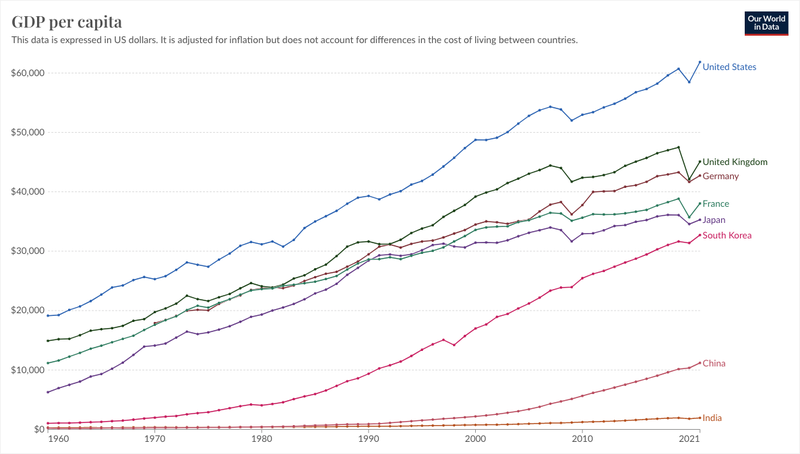 GDP per capita
Our World
in Data
This data is expressed in US dollars. It is adjusted for inflation but does not account for differences in the cost of living between countries.
$60,000
$50,000
$40,000
$30,000
$20,000
$10,000
$0
United States
United Kingdom
Germany
France
Japan
South Korea
China
India
1960
1970
1980
1990
2000
2010
2021